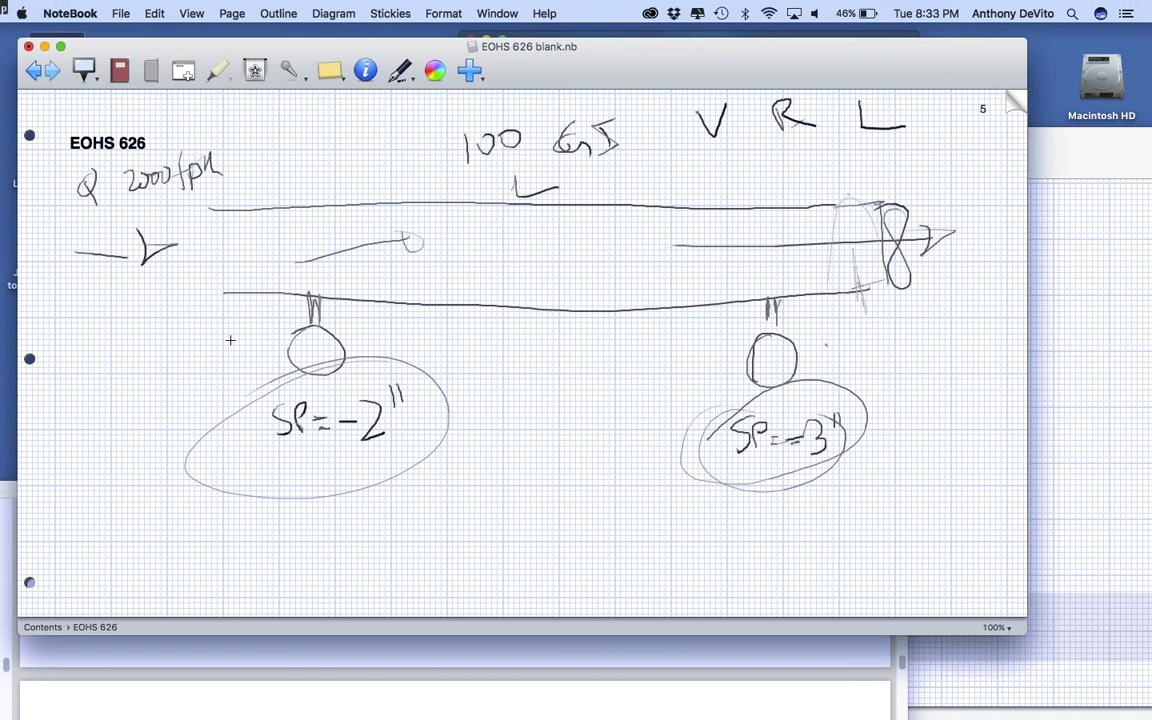 NoteBook File Edit Insert View Page Outline Diagram Stickies Format Window Help 46% Tue 8:33 PM Anthony DeVito
EOHS 626 blank.nb
Macintosh HD
5
EOHS 626
100
V R L
Q 2000 fpm
L
SP = -2"
SP = -3"
Contents › EOHS 626
100%